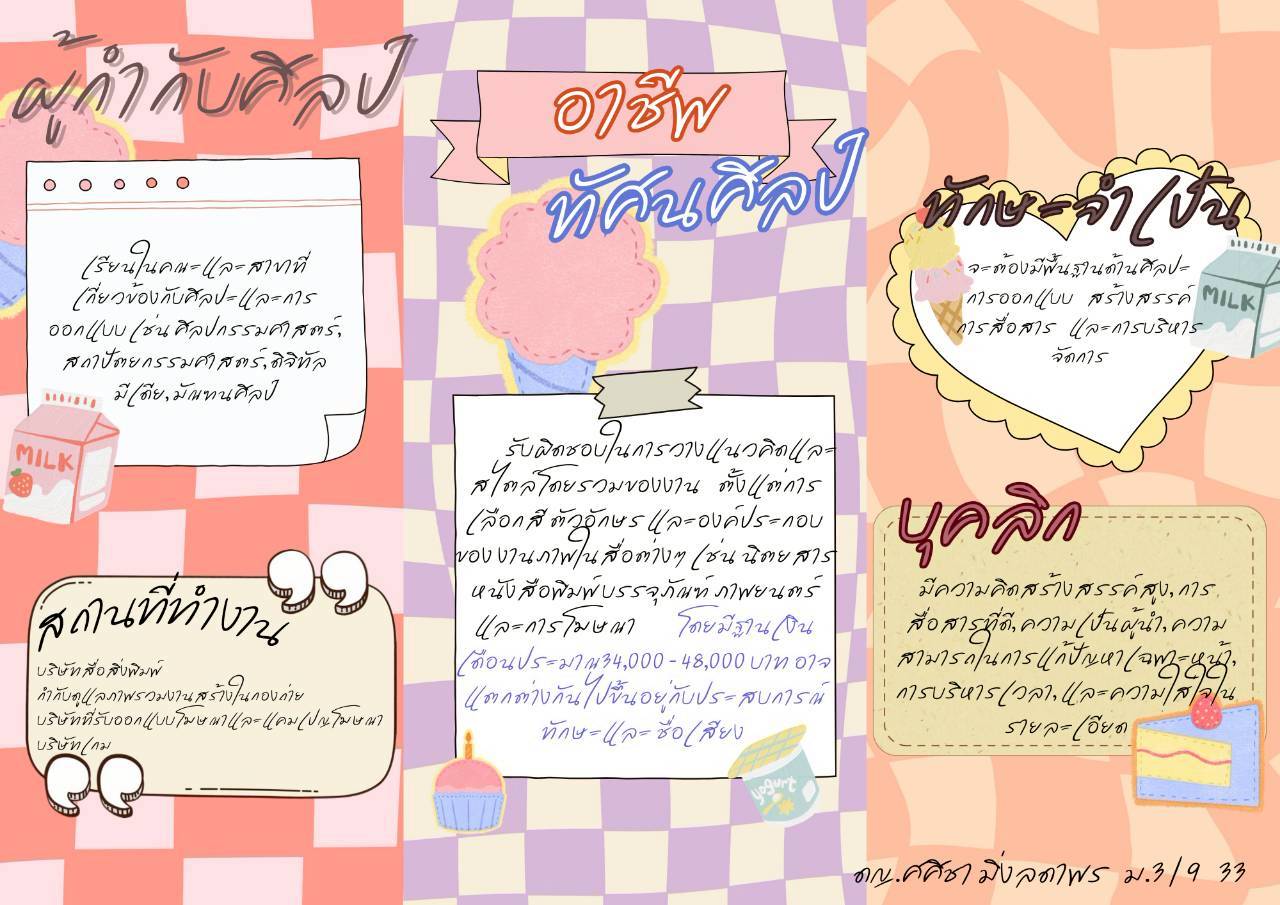 ผู้กำกับศิลป์
เรียนในคณะและสาขาที่
เกี่ยวข้องกับศิลปะและการ
ออกแบบ เช่น ศิลปกรรมศาสตร์,
สถาปัตยกรรมศาสตร์,ดิจิทัล
มีเดีย,มัณฑนศิลป์
MILK
สถานที่ทำงาน
บริษัทสื่อสิ่งพิมพ์
กำกับดูแลภาพรวมงานสร้างในกองถ่าย
บริษัทที่รับออกแบบโฆษณาและแคมเปญโฆษณา
บริษัทเกม
อาชีพ
ทัศนศิลป์
รับผิดชอบในการวางแนวคิดและ
สไตล์โดยรวมของงาน ตั้งแต่การ
เลือกสี ตัวอักษร และองค์ประกอบ
ของงานภาพในสื่อต่างๆ เช่น นิตยสาร
หนังสือพิมพ์ บรรจุภัณฑ์ ภาพยนตร์
และการโฆษณา โดยมีฐานเงิน
เดือนประมาณ34,000 - 48,000 บาท อาจ
แตกต่างกันไปขึ้นอยู่กับประสบการณ์
ทักษะและ ชื่อเสียง
yogurt
ทักษะจำเป็น
จะต้องมีพื้นฐานด้านศิลปะ
การออกแบบ สร้างสรรค์
การสื่อสาร และการบริหาร
จัดการ
MILK
บุคลิก
มีความคิดสร้างสรรค์สูง,การ
สื่อสารที่ดี,ความเป็นผู้นำ,ความ
สามารถในการแก้ปัญหาเฉพาะหน้า,
การบริหารเวลา,และความใส่ใจใน
รายละเอียด
ดญ.ศศิชา มิ่งลดาพร ม.3/9 33